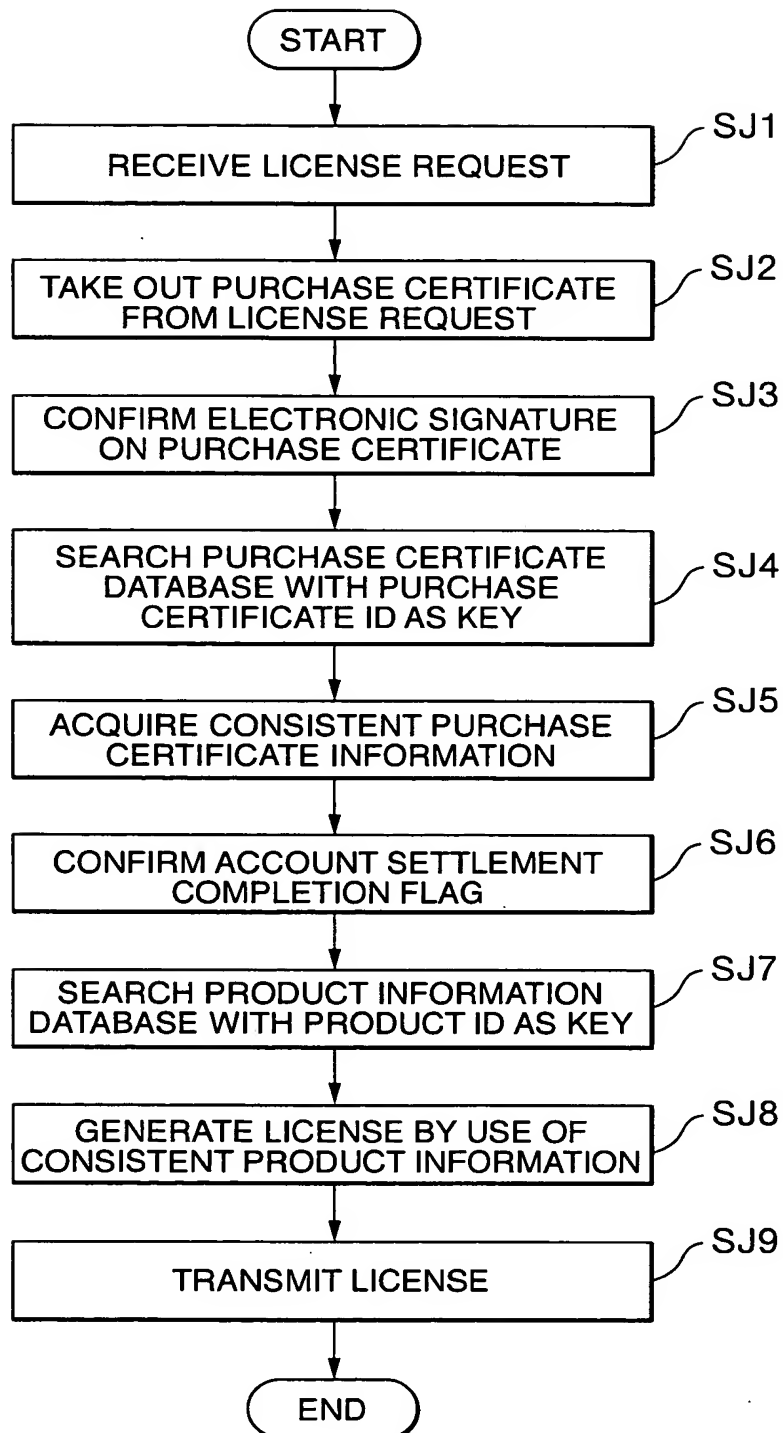 START
SJ1
RECEIVE LICENSE REQUEST
SJ2
TAKE OUT PURCHASE CERTIFICATE
FROM LICENSE REQUEST
SJ3
CONFIRM ELECTRONIC SIGNATURE
ON PURCHASE CERTIFICATE
SJ4
SEARCH PURCHASE CERTIFICATE
DATABASE WITH PURCHASE
CERTIFICATE ID AS KEY
SJ5
ACQUIRE CONSISTENT PURCHASE
CERTIFICATE INFORMATION
SJ6
CONFIRM ACCOUNT SETTLEMENT
COMPLETION FLAG
SJ7
SEARCH PRODUCT INFORMATION
DATABASE WITH PRODUCT ID AS KEY
SJ8
GENERATE LICENSE BY USE OF
CONSISTENT PRODUCT INFORMATION
SJ9
TRANSMIT LICENSE
END